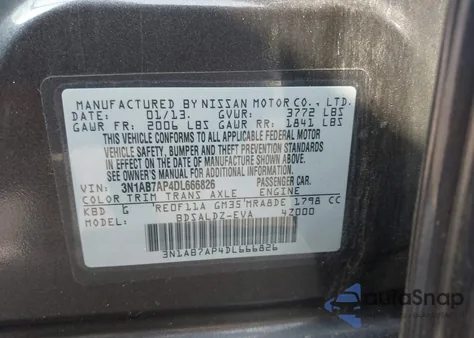 MANUFACTURED BY NISSAN MOTOR CO., LTD.
DATE: 01/13. GVWR: 3772 LBS
GAWR FR: 2006 LBS GAWR RR: 1841 LBS
THIS VEHICLE CONFORMS TO ALL APPLICABLE FEDERAL MOTOR
VEHICLE SAFETY, BUMPER AND THEFT PREVENTION STANDARDS
IN EFFECT ON THE DATE OF MANUFACTURE SHOWN ABOVE.
SEE OWNER'S MANUAL FOR ADDITIONAL INFORMATION
VIN: 3N1AB7AP4DL666826 PASSENGER CAR.
COLOR TRIM TRANS AXLE ENGINE
KBD G RE0F11A GM35 MRA8DE 1798 CC
MODEL: BDSALDZ-EVA 4Z000
3N1AB7AP4DL666826
autoSnap